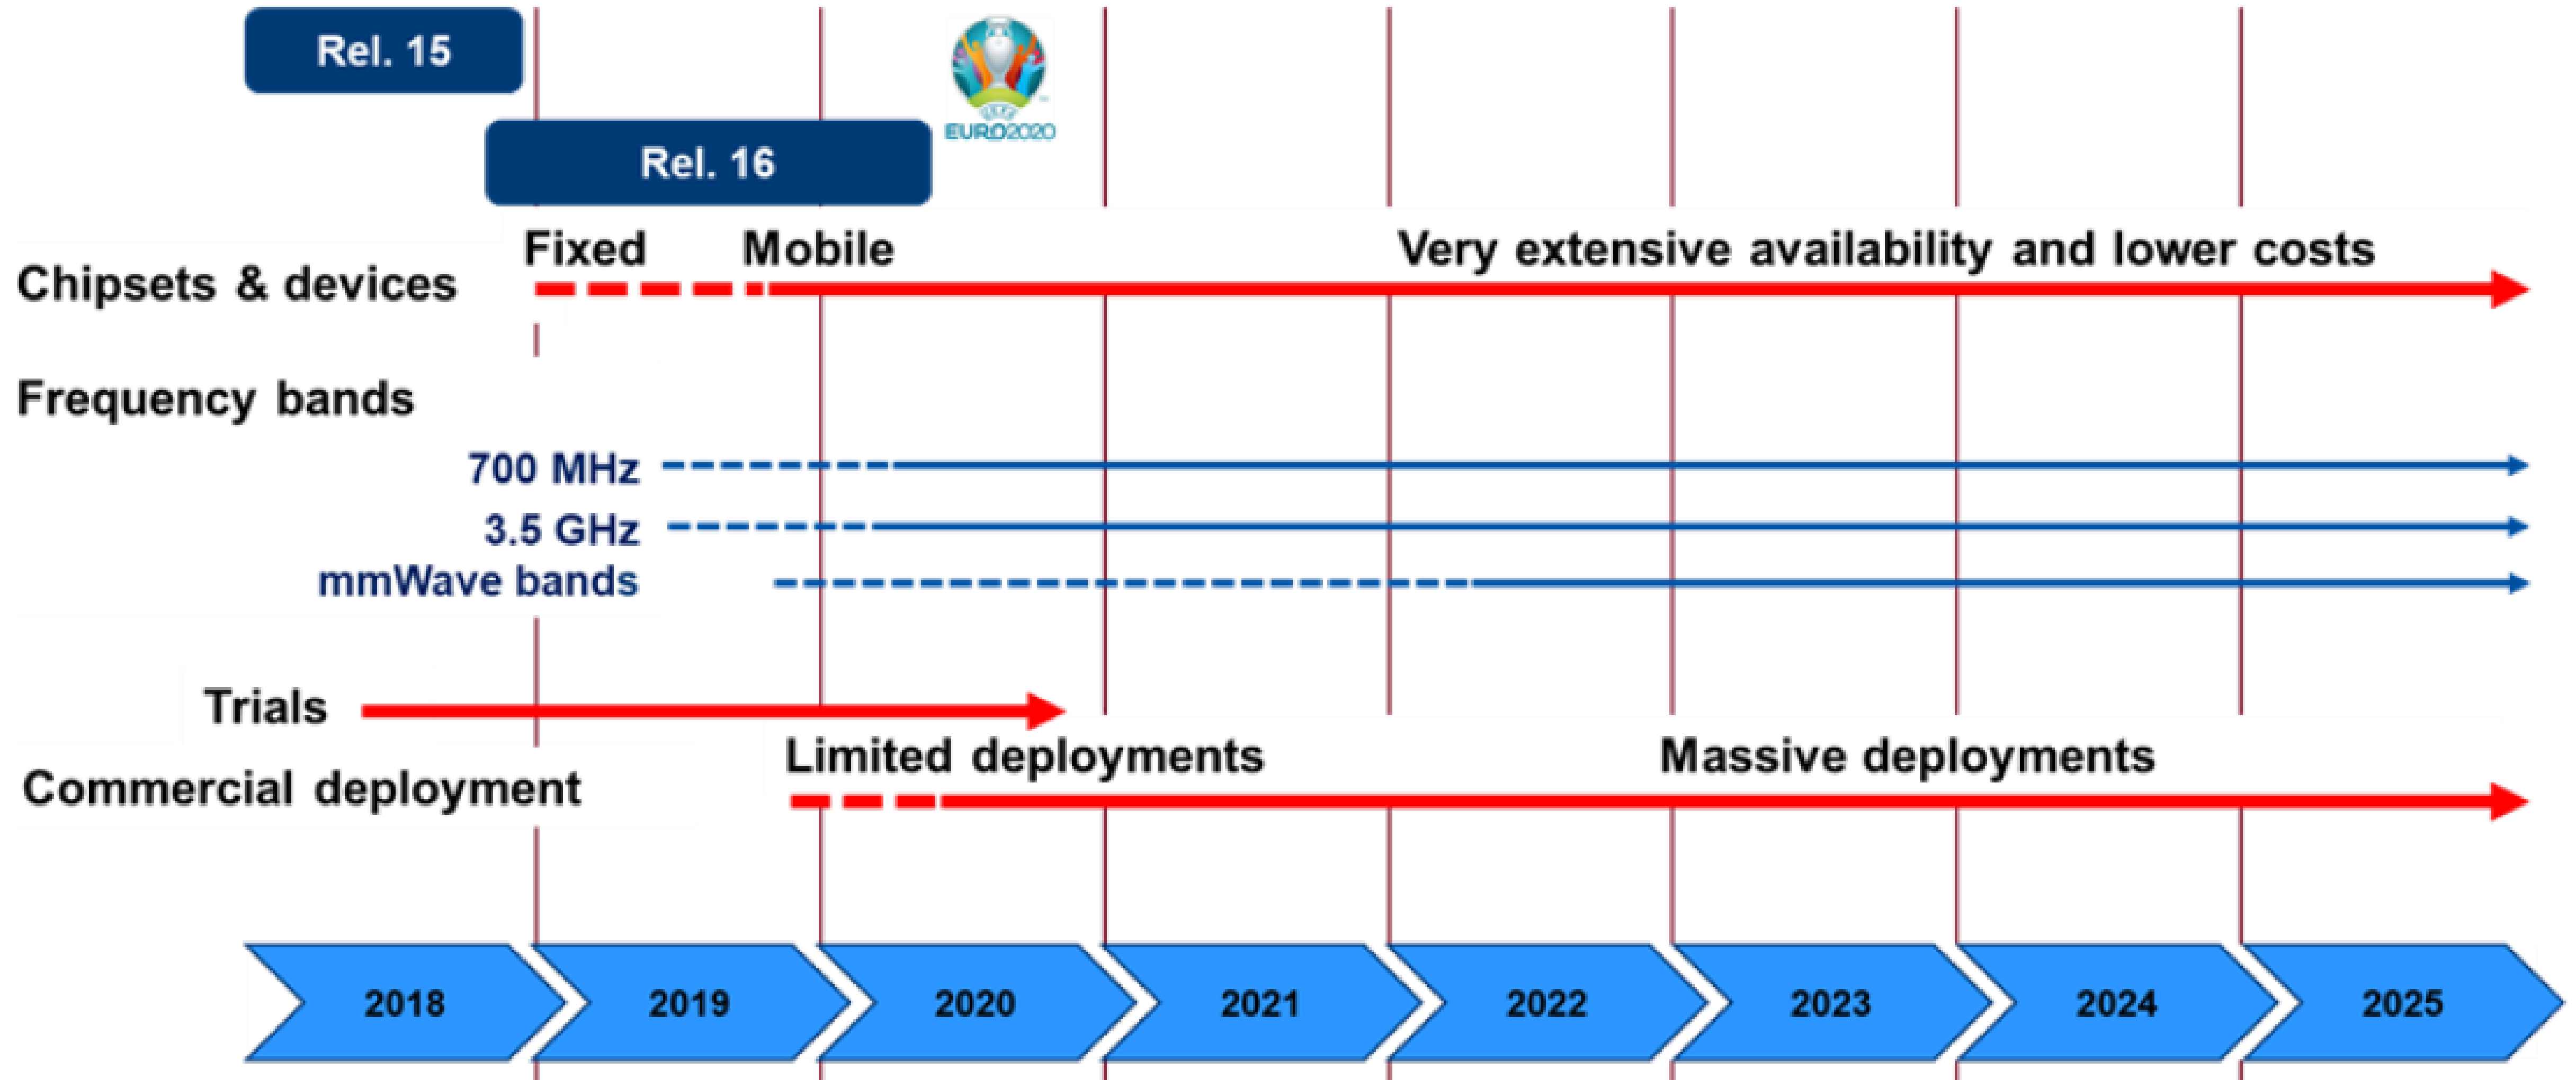 Rel. 15
UEFA
EURO2020
Rel. 16
Fixed
Mobile
Very extensive availability and lower costs
Chipsets & devices
Frequency bands
700 MHz
3.5 GHz
mmWave bands
Trials
Limited deployments
Massive deployments
Commercial deployment
2018
2019
2020
2021
2022
2023
2024
2025